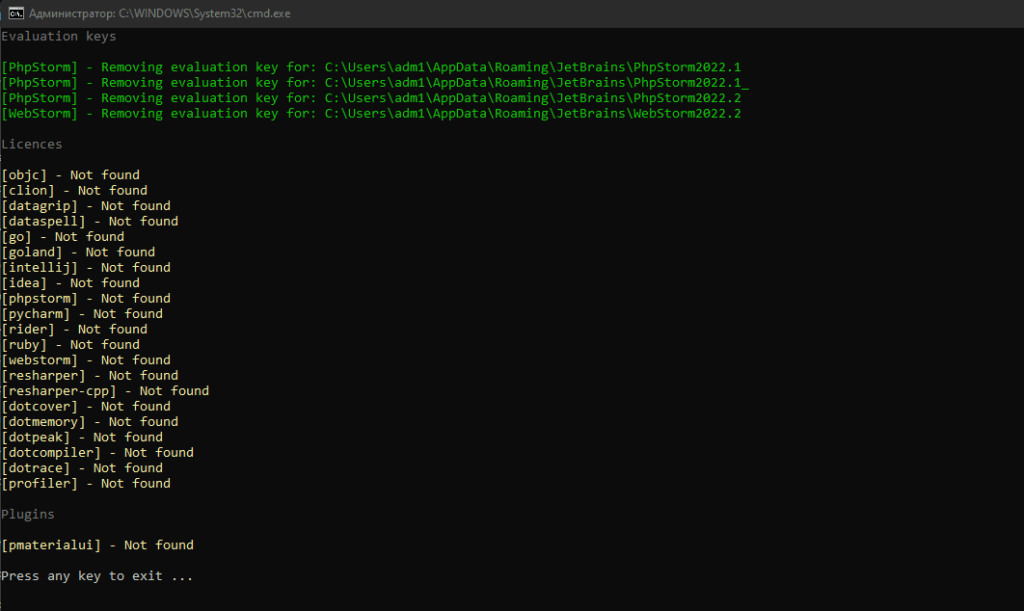 Администратор: C:\WINDOWS\System32\cmd.exe
Evaluation keys
[PhpStorm] - Removing evaluation key for: C:\Users\adm1\AppData\Roaming\JetBrains\PhpStorm2022.1
[PhpStorm] - Removing evaluation key for: C:\Users\adm1\AppData\Roaming\JetBrains\PhpStorm2022.1_
[PhpStorm] - Removing evaluation key for: C:\Users\adm1\AppData\Roaming\JetBrains\PhpStorm2022.2
[WebStorm] - Removing evaluation key for: C:\Users\adm1\AppData\Roaming\JetBrains\WebStorm2022.2
Licences
[objc] - Not found
[clion] - Not found
[datagrip] - Not found
[dataspell] - Not found
[go] - Not found
[goland] - Not found
[intellij] - Not found
[idea] - Not found
[phpstorm] - Not found
[pycharm] - Not found
[rider] - Not found
[ruby] - Not found
[webstorm] - Not found
[resharper] - Not found
[resharper-cpp] - Not found
[dotcover] - Not found
[dotmemory] - Not found
[dotpeak] - Not found
[dotcompiler] - Not found
[dotrace] - Not found
[profiler] - Not found
Plugins
[pmaterialui] - Not found
Press any key to exit ...